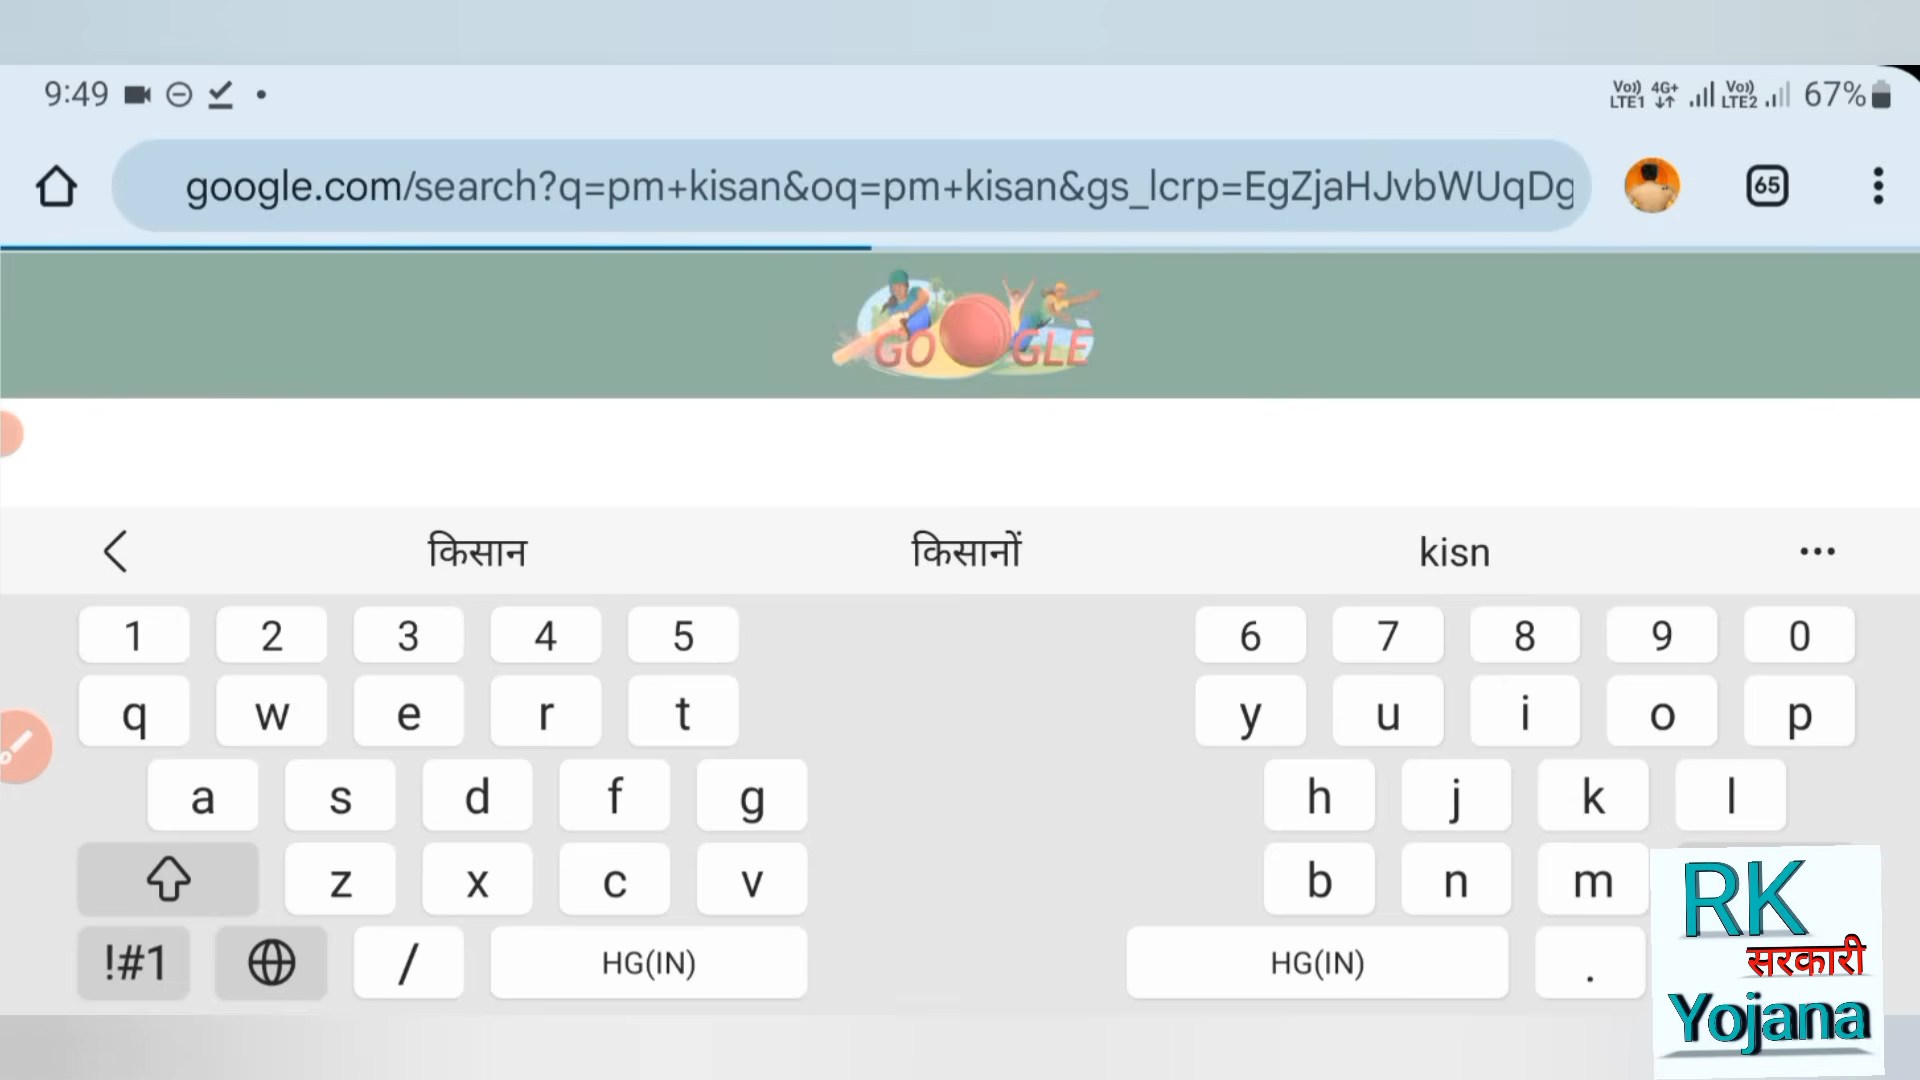 9:49
Vo)) LTE1 4G+ Vo)) LTE2 67%
google.com/search?q=pm+kisan&oq=pm+kisan&gs_lcrp=EgZjaHJvbWUqDg
65
GOOGLE
किसान किसानों kisn
1 2 3 4 5 6 7 8 9 0
q w e r t y u i o p
a s d f g h j k l
z x c v b n m
!#1 / HG(IN) HG(IN) .
RK
सरकारी
Yojana